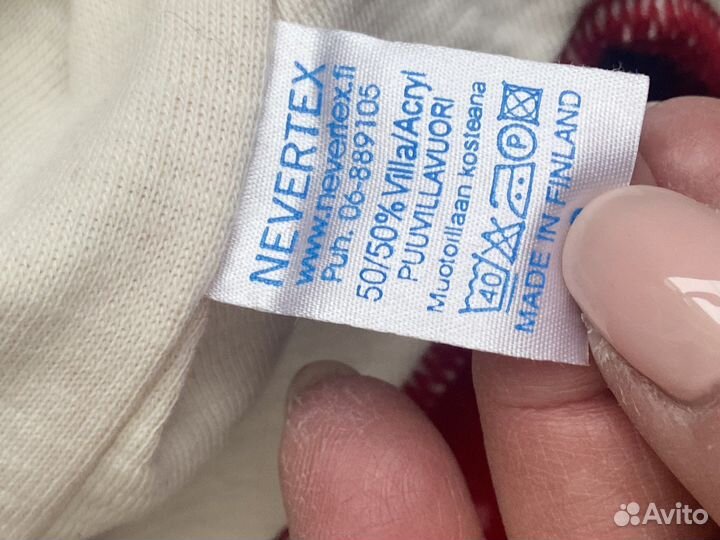 NEVERTEX
www.nevertex.fi
Puh. 06-889105
50/50% Villa/Acryl
PUUVILLAVUORI
Muotoillaan kosteana
40 P
MADE IN FINLAND
Avito